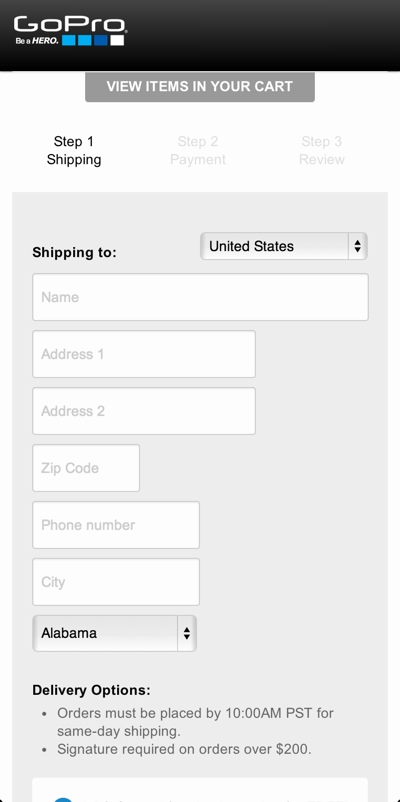 GoPro
Be a HERO.
VIEW ITEMS IN YOUR CART
Step 1
Shipping
Step 2
Payment
Step 3
Review
Shipping to:
United States
Name
Address 1
Address 2
Zip Code
Phone number
City
Alabama
Delivery Options:
• Orders must be placed by 10:00AM PST for
same-day shipping.
• Signature required on orders over $200.